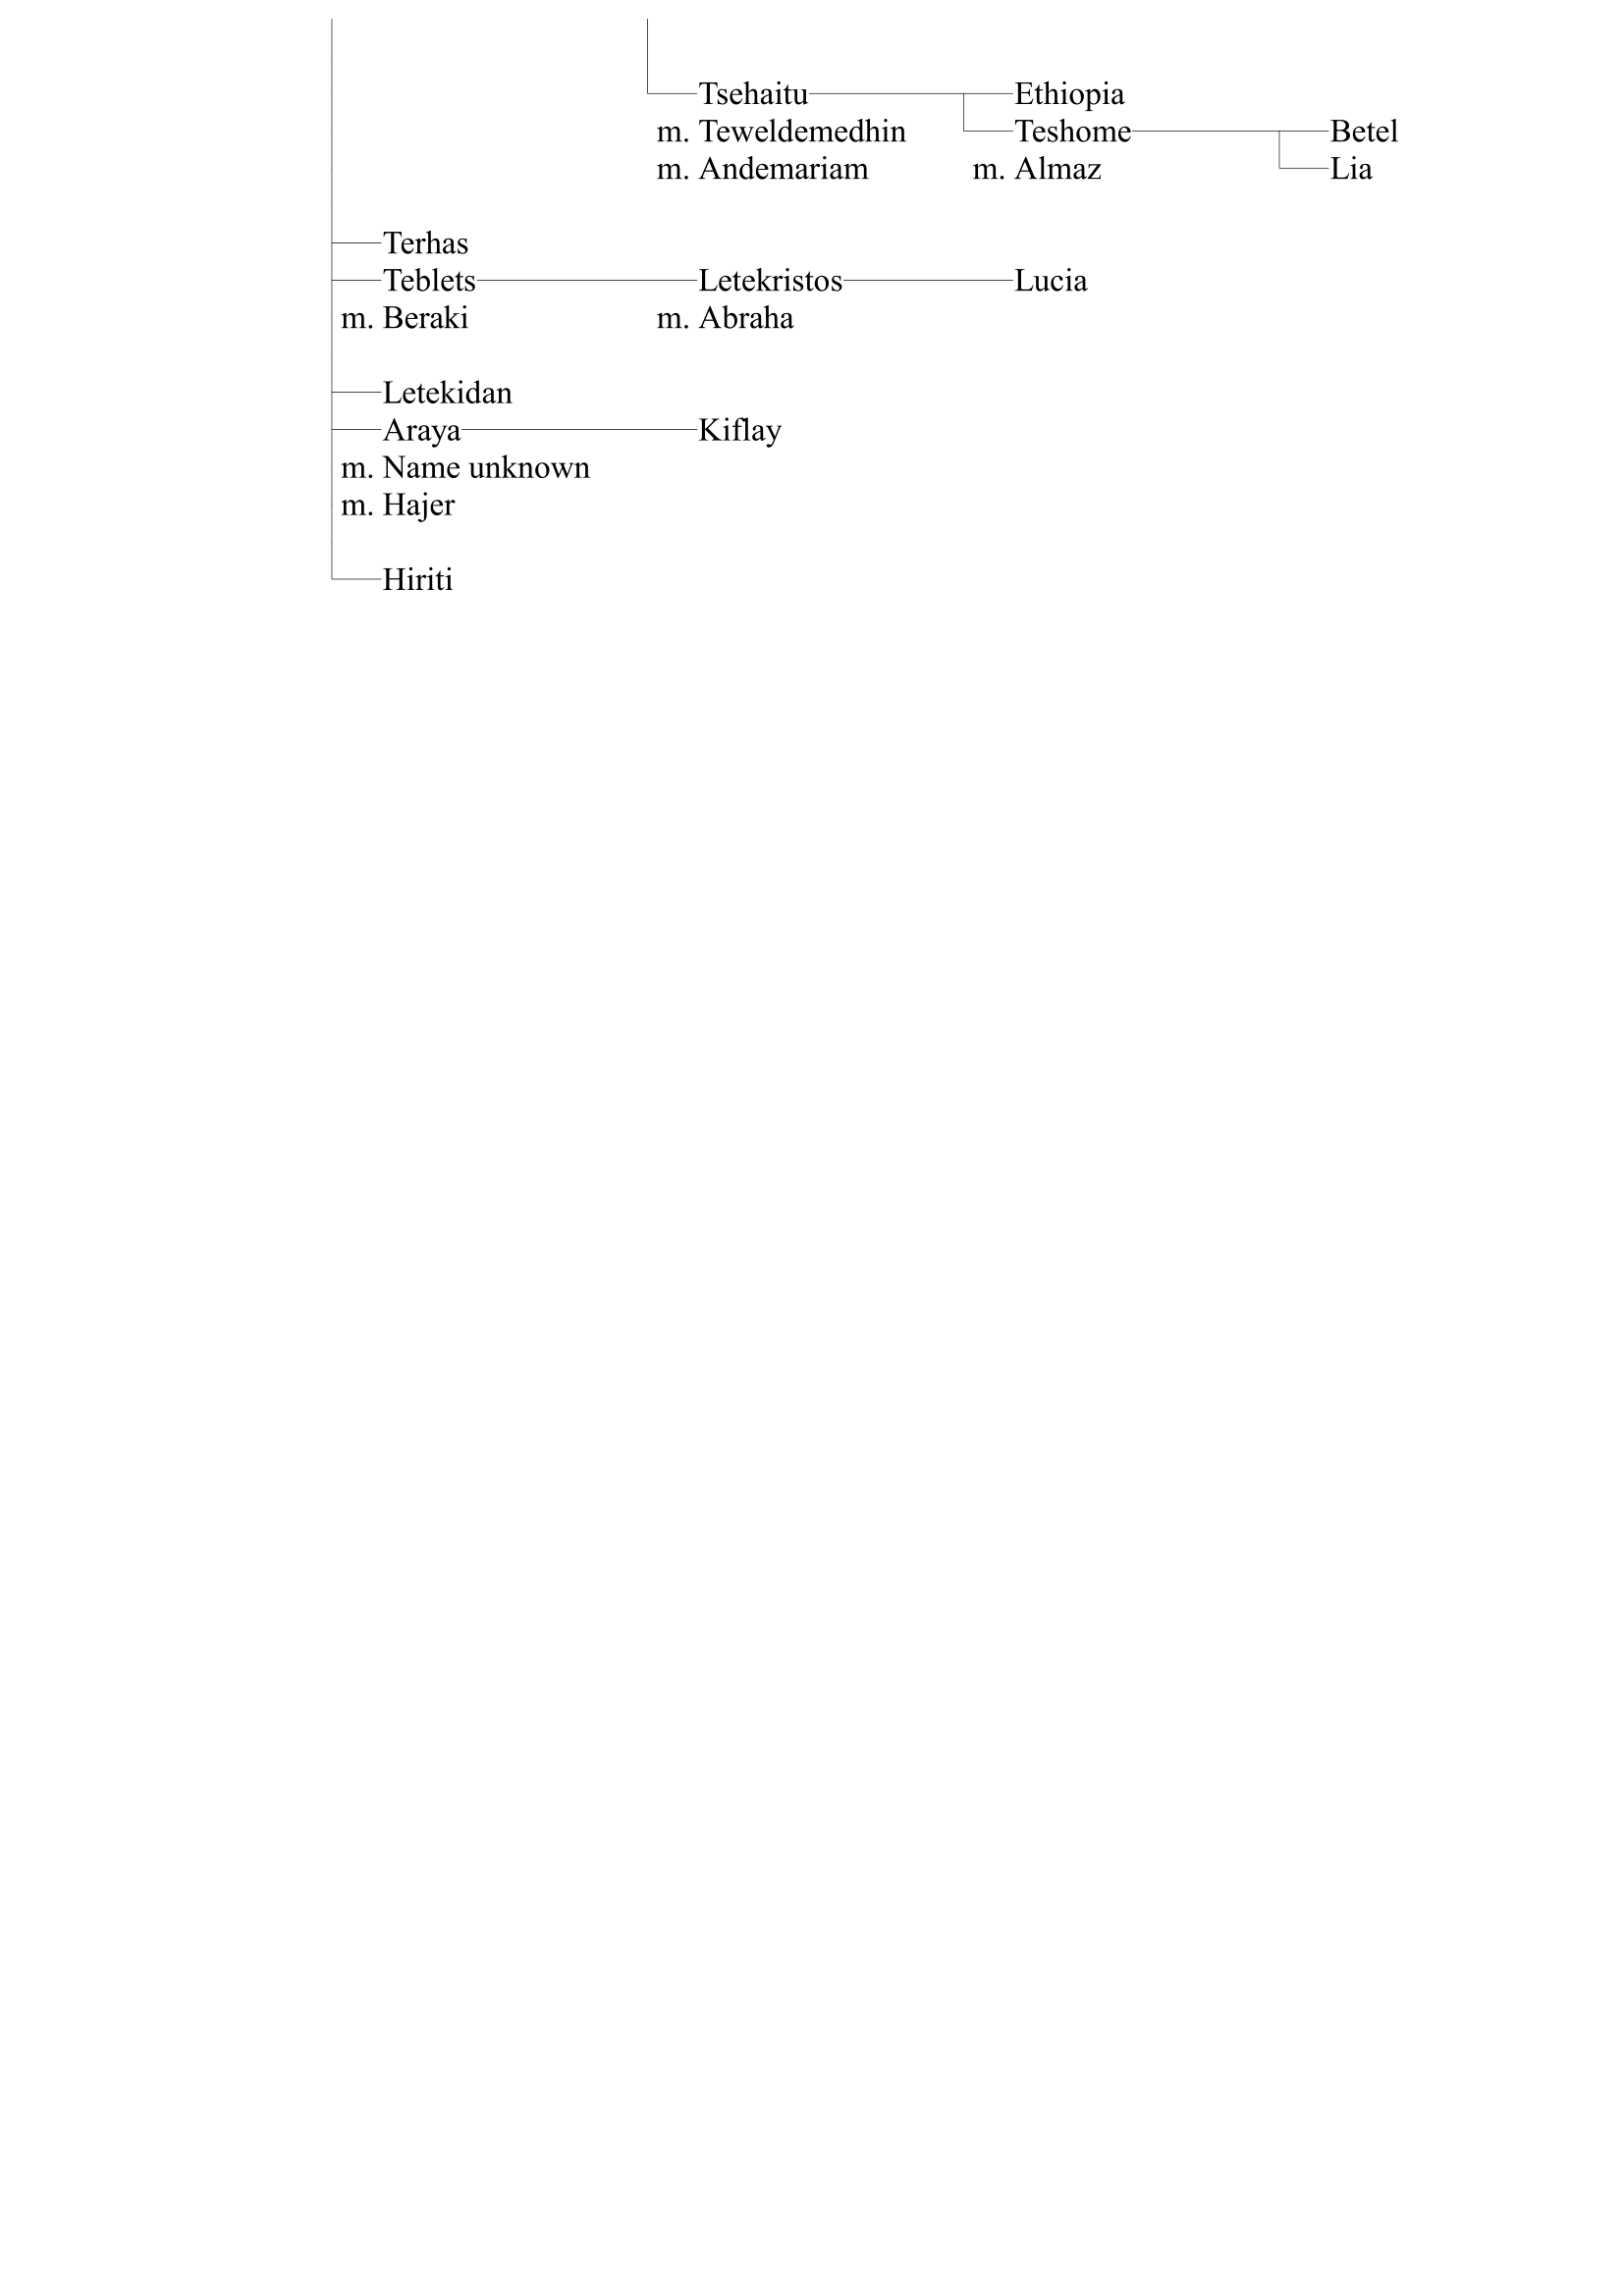 Tsehaitu Ethiopia
m. Teweldemedhin Teshome Betel
m. Andemariam m. Almaz Lia
Terhas
Teblets Letekristos Lucia
m. Beraki m. Abraha
Letekidan
Araya Kiflay
m. Name unknown
m. Hajer
Hiriti